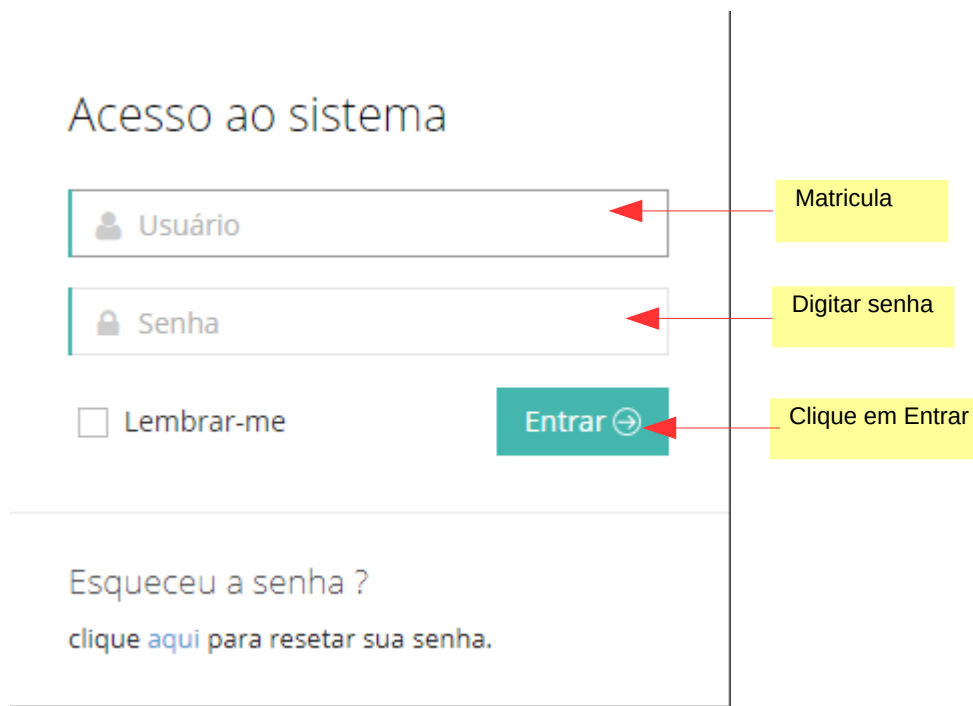 Acesso ao sistema
Usuário
Matricula
Senha
Digitar senha
Lembrar-me
Entrar
Clique em Entrar
Esqueceu a senha ?
clique aqui para resetar sua senha.